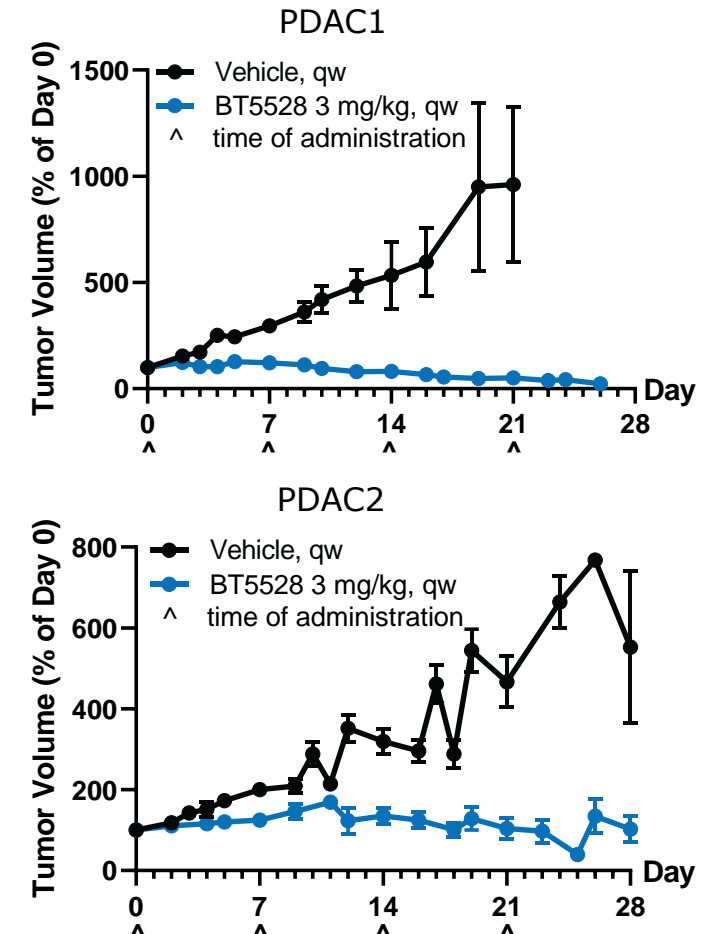 PDAC1
Tumor Volume (% of Day 0)
1500
1000
500
0
Vehicle, qw
BT5528 3 mg/kg, qw
^ time of administration
0 7 14 21 28
Day
^ ^ ^ ^
PDAC2
Tumor Volume (% of Day 0)
800
600
400
200
0
Vehicle, qw
BT5528 3 mg/kg, qw
^ time of administration
0 7 14 21 28
Day
^ ^ ^ ^